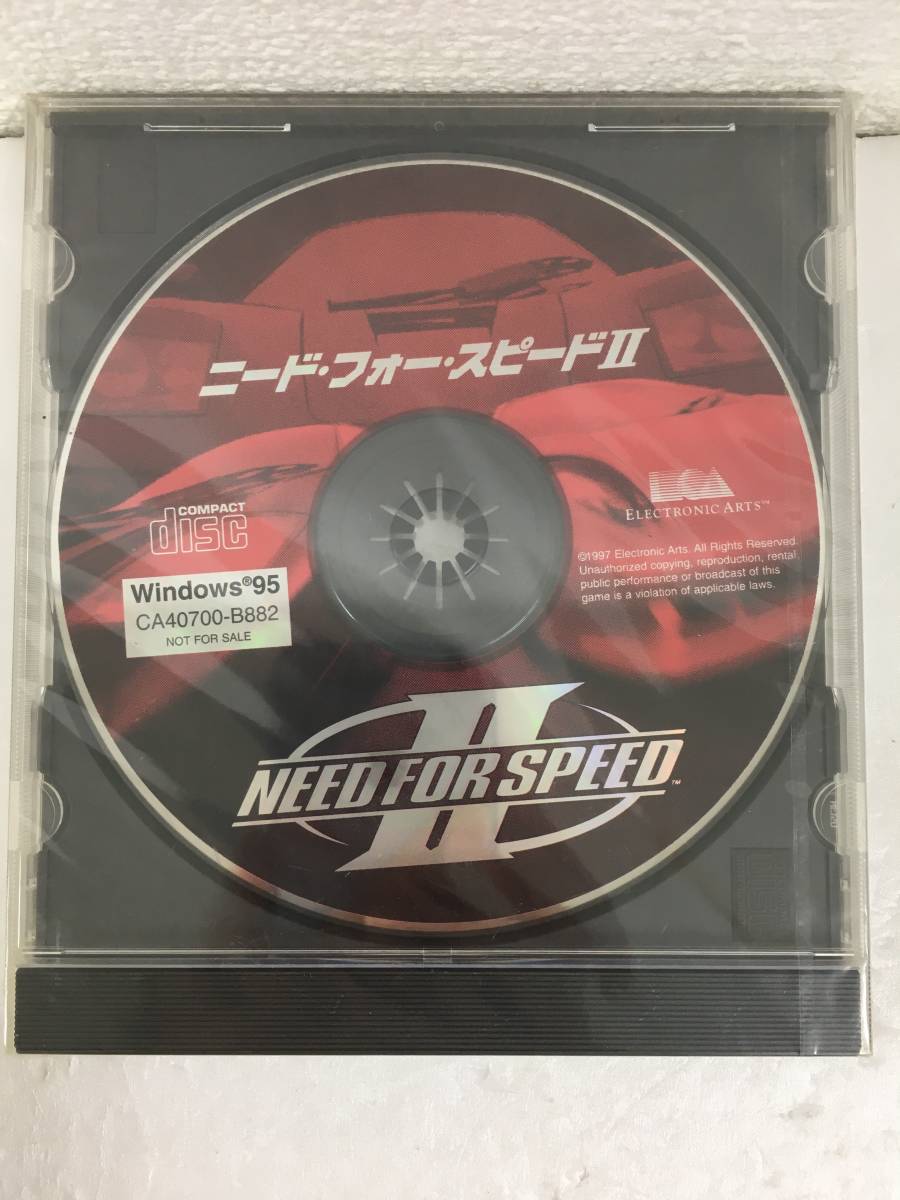 ニード・フォー・スピードII
COMPACT
disc
Windows®95
CA40700-B882
NOT FOR SALE
ELECTRONIC ARTS™
©1997 Electronic Arts. All Rights Reserved.
Unauthorized copying, reproduction, rental,
public performance or broadcast of this
game is a violation of applicable laws.
II
NEED FOR SPEED™